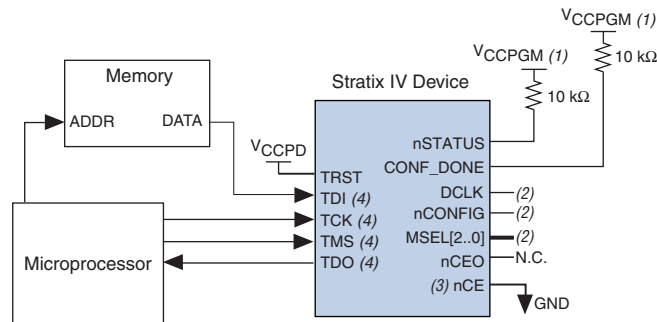 VCCPGM (1)
VCCPGM (1)
10 kΩ
10 kΩ
Memory
ADDR DATA
Stratix IV Device
VCCPD
nSTATUS
CONF_DONE
TRST
DCLK (2)
TDI (4)
nCONFIG (2)
TCK (4)
MSEL[2..0] (2)
TMS (4)
nCEO N.C.
TDO (4)
Microprocessor
(3) nCE
GND